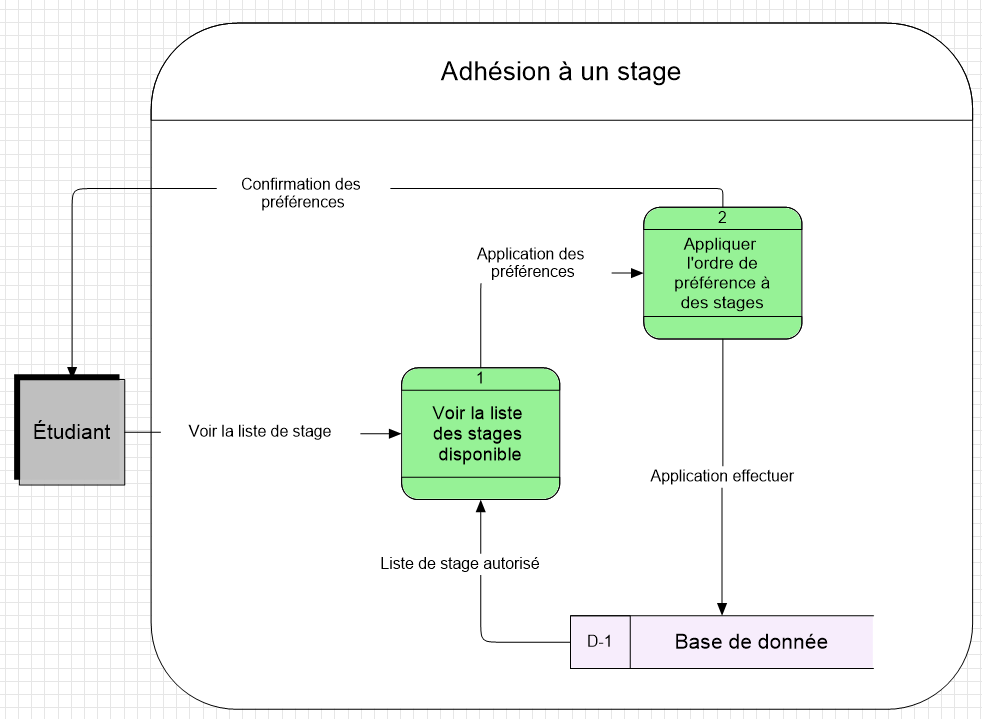 Adhésion à un stage
Confirmation des
préférences
2
Appliquer
l'ordre de
préférence à
des stages
Application des
préférences
1
Voir la liste
des stages
disponible
Étudiant
Voir la liste de stage
Application effectuer
Liste de stage autorisé
D-1
Base de donnée